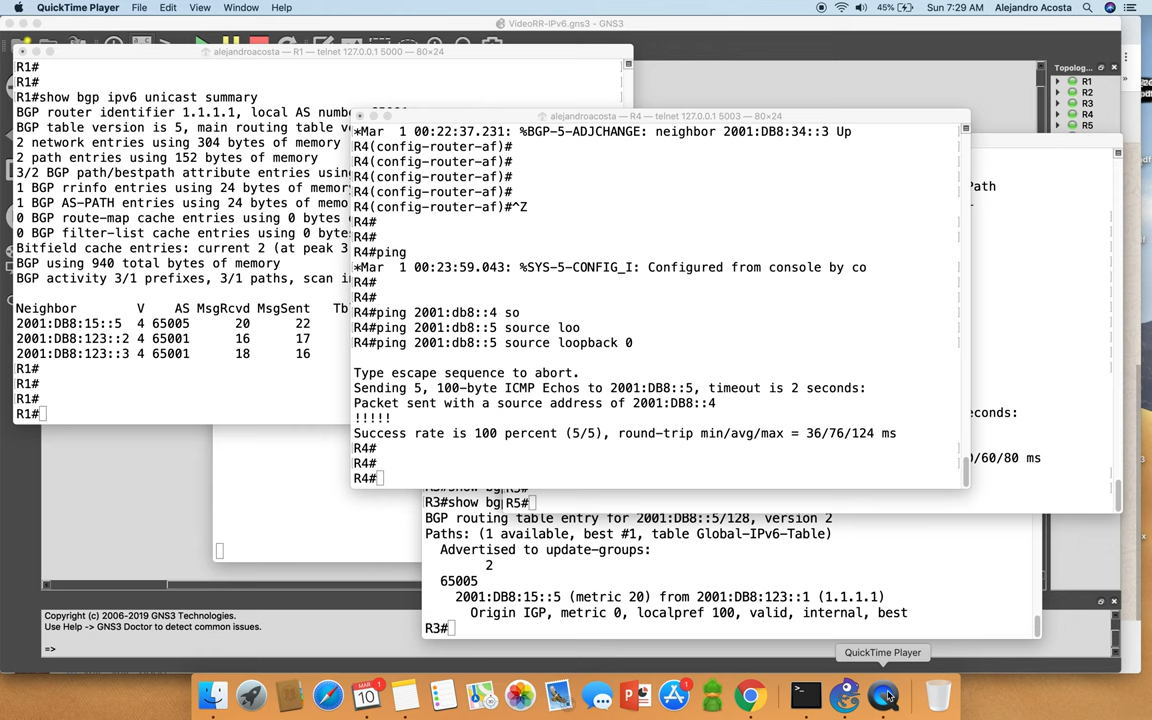 QuickTime Player File Edit View Window Help
45% Sun 7:29 AM Alejandro Acosta
VideoRR-IPv6.gns3 - GNS3
alejandroacosta — R1 — telnet 127.0.0.1 5000 — 80×24
R1#
R1#
R1#show bgp ipv6 unicast summary
BGP router identifier 1.1.1.1, local AS number 65001
BGP table version is 5, main routing table v
2 network entries using 304 bytes of memory
2 path entries using 152 bytes of memory
3/2 BGP path/bestpath attribute entries using
1 BGP rrinfo entries using 24 bytes of memory
1 BGP AS-PATH entries using 24 bytes of memo
0 BGP route-map cache entries using 0 bytes
0 BGP filter-list cache entries using 0 byte
Bitfield cache entries: current 2 (at peak 3
BGP using 940 total bytes of memory
BGP activity 3/1 prefixes, 3/1 paths, scan i
Neighbor V AS MsgRcvd MsgSent Tb
2001:DB8:15::5 4 65005 20 22
2001:DB8:123::2 4 65001 16 17
2001:DB8:123::3 4 65001 18 16
R1#
R1#
R1#
R1#
alejandroacosta — R4 — telnet 127.0.0.1 5003 — 80×24
*Mar 1 00:22:37.231: %BGP-5-ADJCHANGE: neighbor 2001:DB8:34::3 Up
R4(config-router-af)#
R4(config-router-af)#
R4(config-router-af)#
R4(config-router-af)#
R4(config-router-af)#^Z
R4#
R4#
R4#ping
*Mar 1 00:23:59.043: %SYS-5-CONFIG_I: Configured from console by co
R4#
R4#
R4#ping 2001:db8::4 so
R4#ping 2001:db8::5 source loo
R4#ping 2001:db8::5 source loopback 0
Type escape sequence to abort.
Sending 5, 100-byte ICMP Echos to 2001:DB8::5, timeout is 2 seconds:
Packet sent with a source address of 2001:DB8::4
!!!!!
Success rate is 100 percent (5/5), round-trip min/avg/max = 36/76/124 ms
R4#
R4#
R4#
Topolog...
R1
R2
R3
R4
R5
Path
econds:
0/60/80 ms
R5#
R3#show bg
BGP routing table entry for 2001:DB8::5/128, version 2
Paths: (1 available, best #1, table Global-IPv6-Table)
Advertised to update-groups:
2
65005
2001:DB8:15::5 (metric 20) from 2001:DB8:123::1 (1.1.1.1)
Origin IGP, metric 0, localpref 100, valid, internal, best
R3#
Copyright (c) 2006-2019 GNS3 Technologies.
Use Help -> GNS3 Doctor to detect common issues.
=>
QuickTime Player
MAR
10
1
1